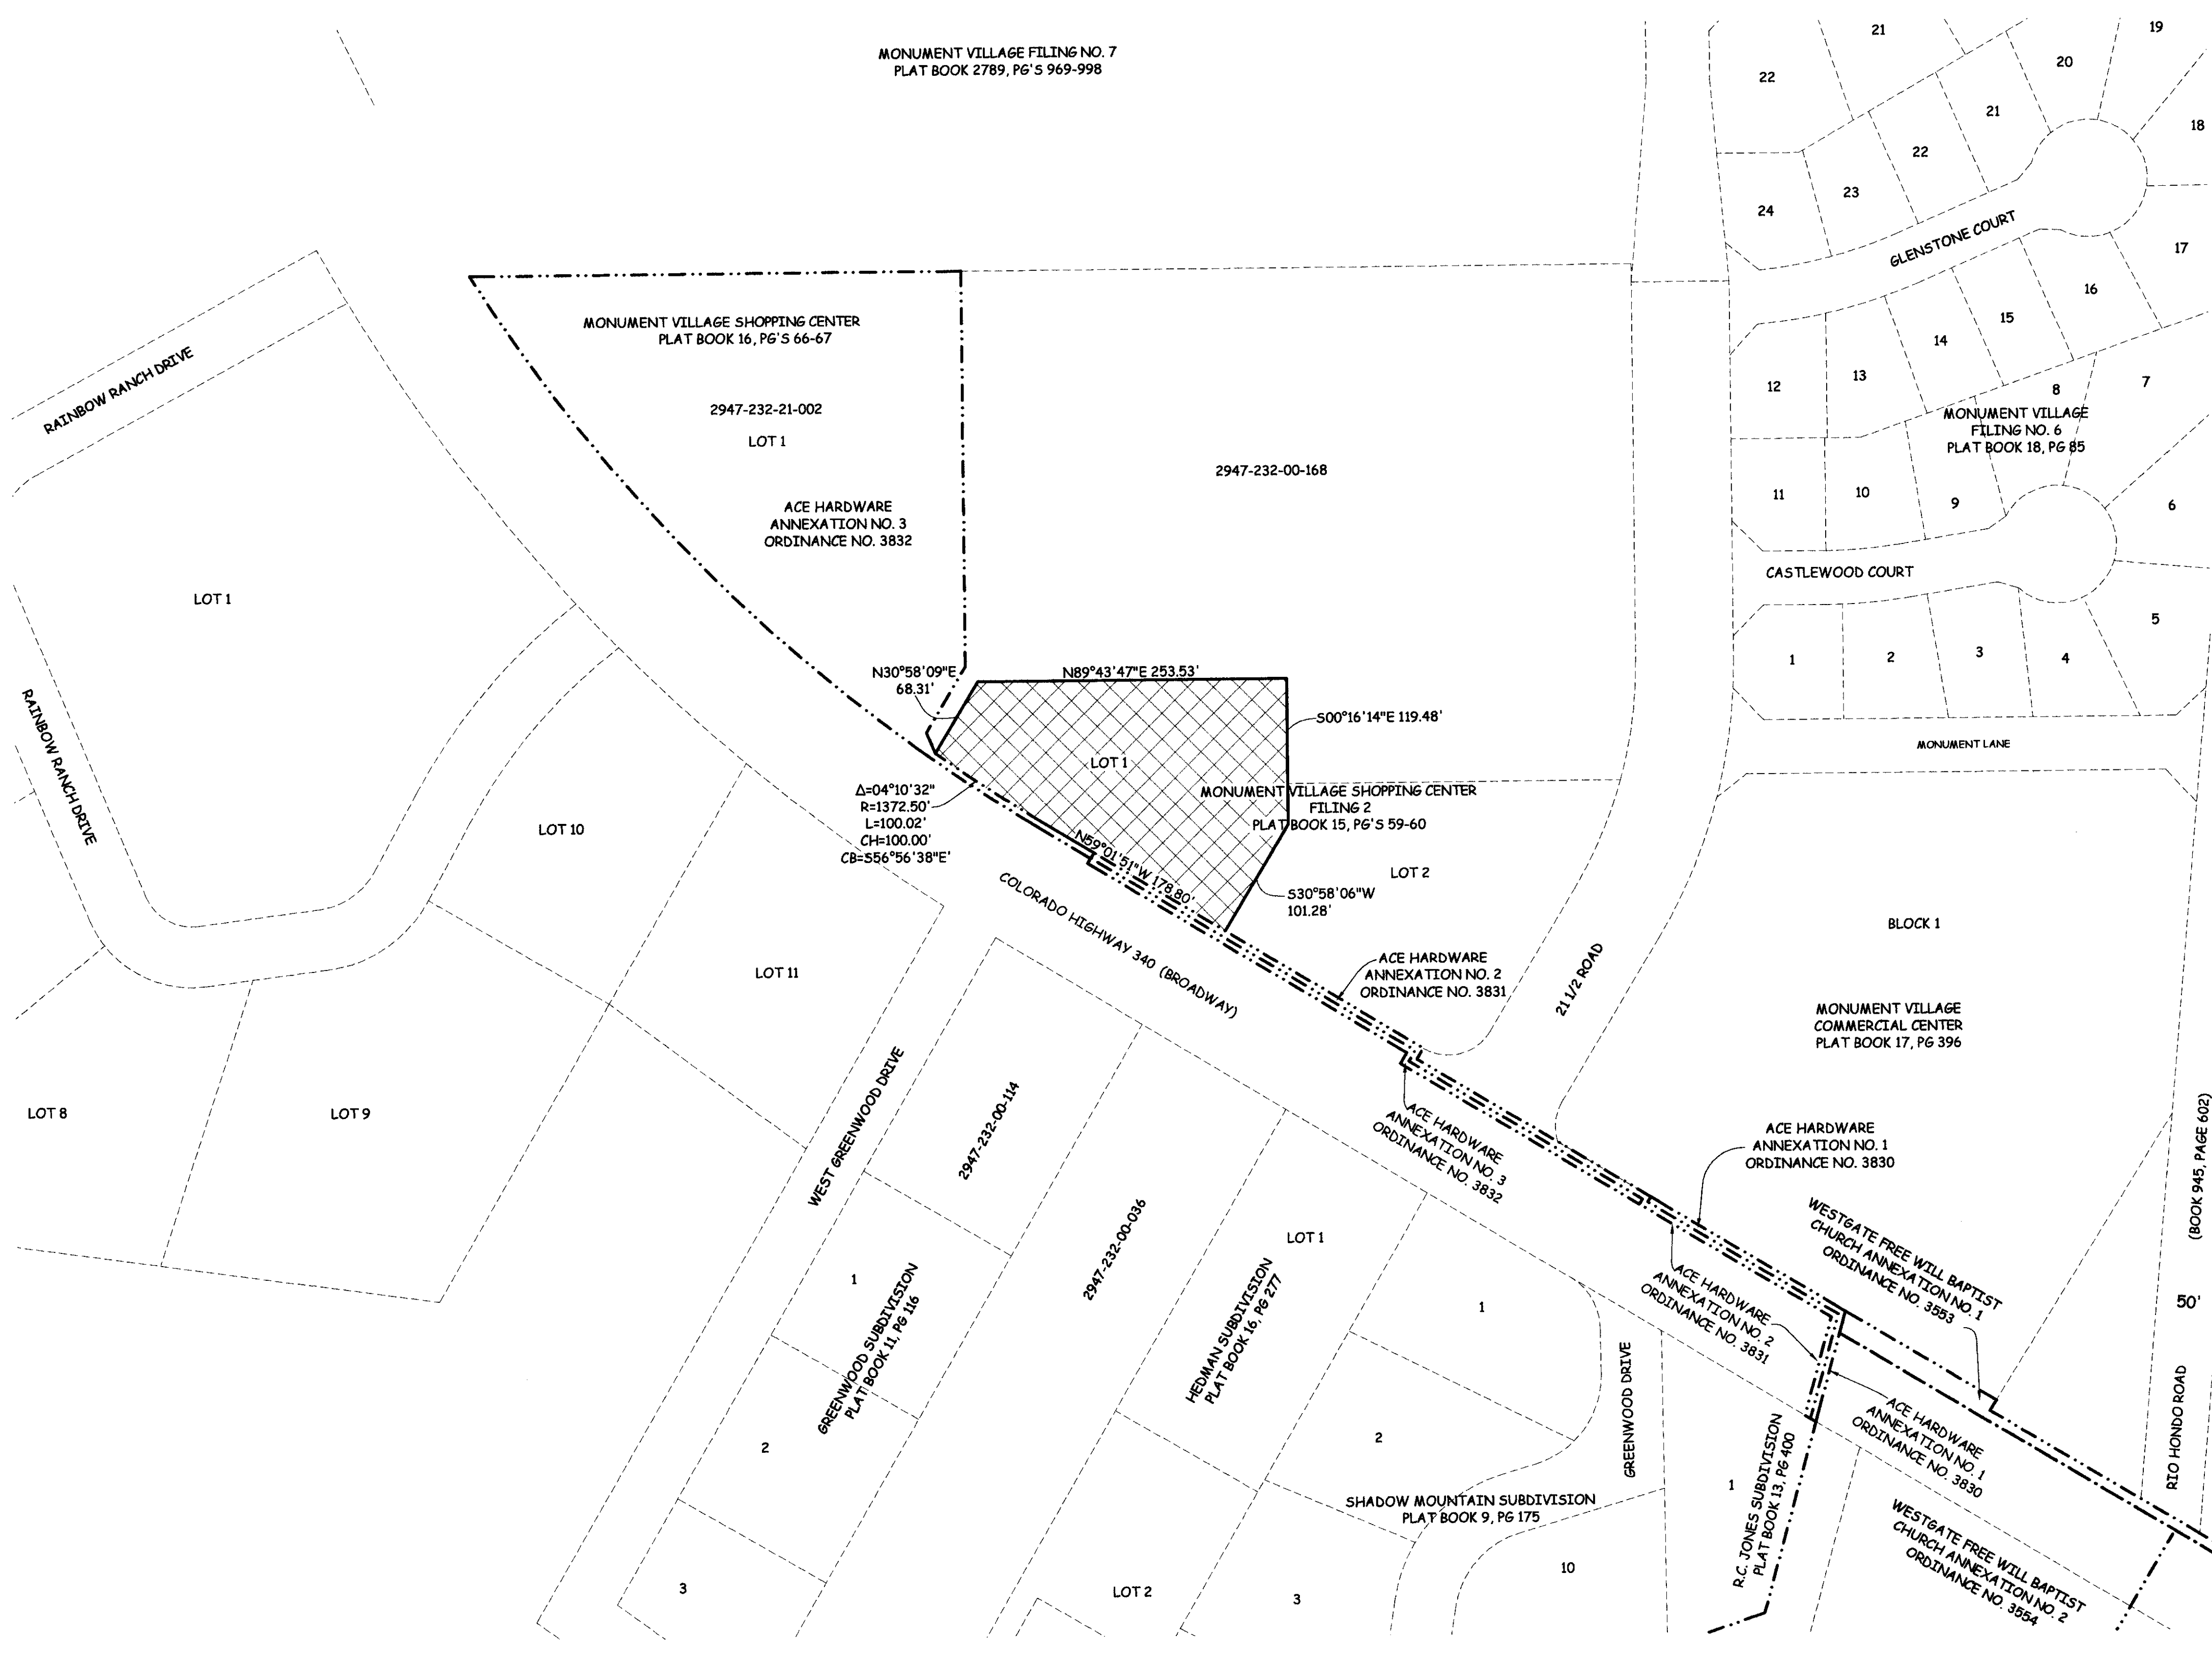 MONUMENT VILLAGE FILING NO. 7
PLAT BOOK 2789, PG'S 969-998
21
19
22
20
21
18
22
23
24
GLENSTONE COURT
17
16
15
14
13
12
MONUMENT VILLAGE SHOPPING CENTER
PLAT BOOK 16, PG'S 66-67
RAINBOW RANCH DRIVE
2947-232-21-002
LOT 1
8
7
MONUMENT VILLAGE
FILING NO. 6
PLAT BOOK 18, PG 85
2947-232-00-168
ACE HARDWARE
ANNEXATION NO. 3
ORDINANCE NO. 3832
11
10
9
6
CASTLEWOOD COURT
LOT 1
5
1
2
3
4
MONUMENT LANE
RAINBOW RANCH DRIVE
N30°58'09"E
68.31'
N89°43'47"E 253.53'
S00°16'14"E 119.48'
LOT 1
Δ=04°10'32"
R=1372.50'
L=100.02'
CH=100.00'
CB=S56°56'38"E'
MONUMENT VILLAGE SHOPPING CENTER
FILING 2
PLAT BOOK 15, PG'S 59-60
N59°01'51"W 178.80'
LOT 10
LOT 2
S30°58'06"W
101.28'
COLORADO HIGHWAY 340 (BROADWAY)
BLOCK 1
LOT 11
ACE HARDWARE
ANNEXATION NO. 2
ORDINANCE NO. 3831
21 1/2 ROAD
MONUMENT VILLAGE
COMMERCIAL CENTER
PLAT BOOK 17, PG 396
LOT 8
LOT 9
WEST GREENWOOD DRIVE
2947-232-00-114
ACE HARDWARE
ANNEXATION NO. 3
ORDINANCE NO. 3832
ACE HARDWARE
ANNEXATION NO. 1
ORDINANCE NO. 3830
(BOOK 945, PAGE 602)
2947-232-00-036
LOT 1
WESTGATE FREE WILL BAPTIST
CHURCH ANNEXATION NO. 1
ORDINANCE NO. 3553
1
GREENWOOD SUBDIVISION
PLAT BOOK 11, PG 116
HEDMAN SUBDIVISION
PLAT BOOK 16, PG 277
1
ACE HARDWARE
ANNEXATION NO. 2
ORDINANCE NO. 3831
50'
GREENWOOD DRIVE
RIO HONDO ROAD
2
2
ACE HARDWARE
ANNEXATION NO. 1
ORDINANCE NO. 3830
1
R.C. JONES SUBDIVISION
PLAT BOOK 13, PG 400
SHADOW MOUNTAIN SUBDIVISION
PLAT BOOK 9, PG 175
WESTGATE FREE WILL BAPTIST
CHURCH ANNEXATION NO. 2
ORDINANCE NO. 3554
3
LOT 2
3
10